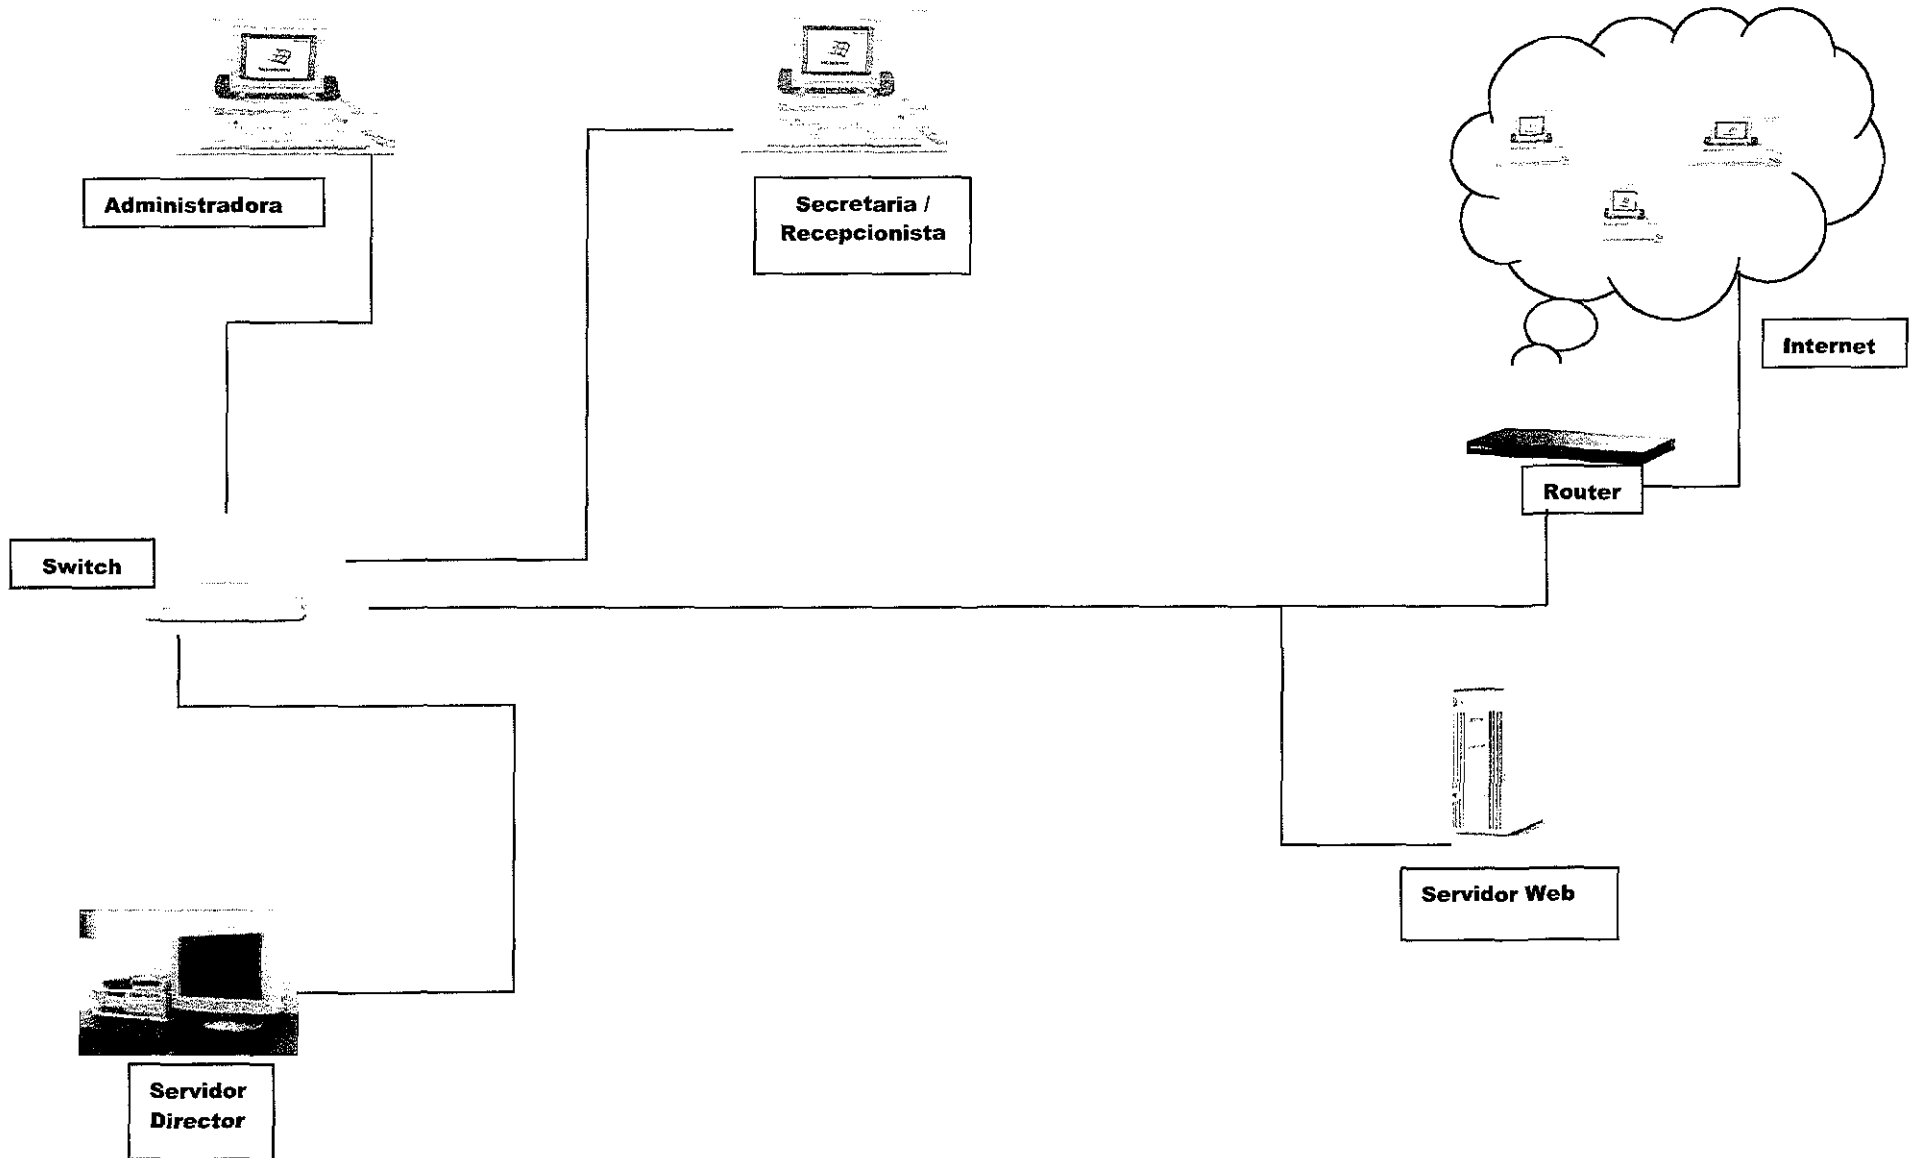 Administradora
Secretaria /
Recepcionista
Internet
Router
Switch
Servidor Web
Servidor
Director